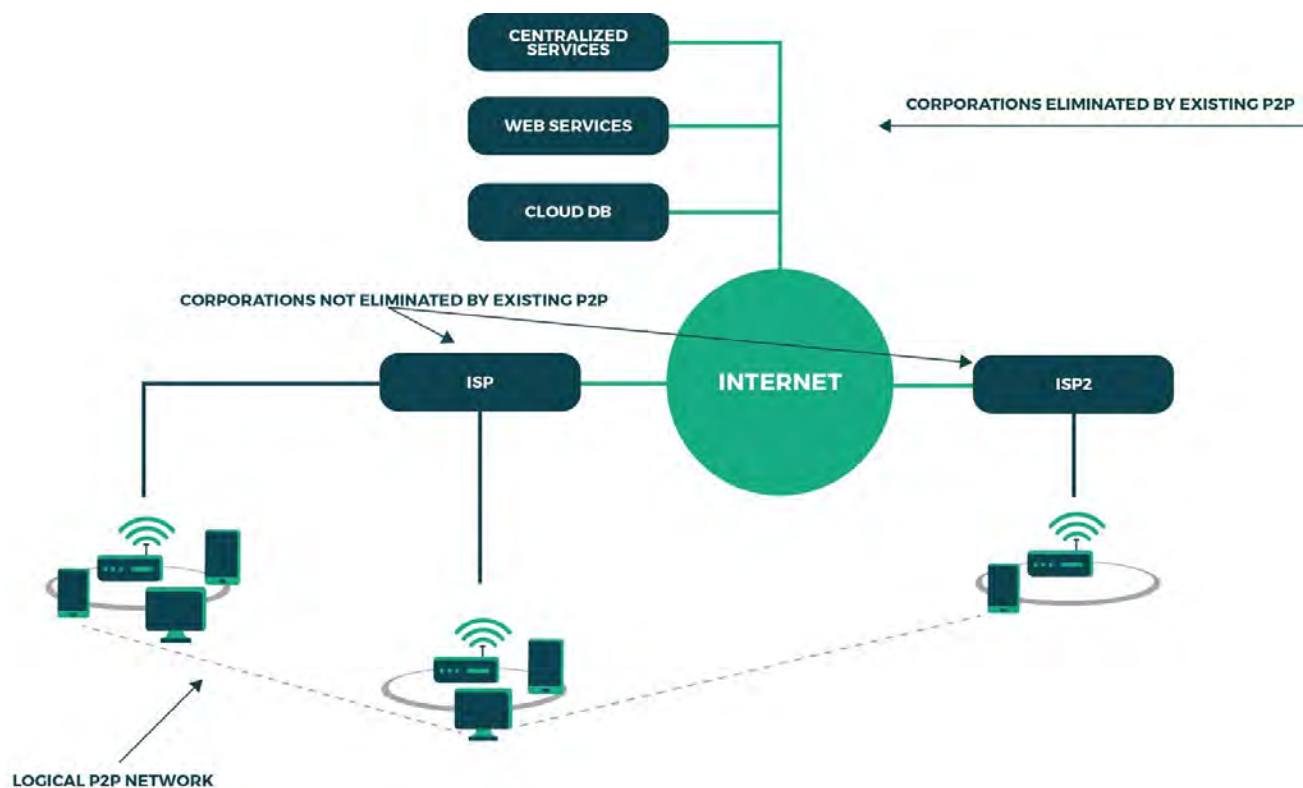 CENTRALIZED
SERVICES
WEB SERVICES
CLOUD DB
CORPORATIONS ELIMINATED BY EXISTING P2P
CORPORATIONS NOT ELIMINATED BY EXISTING P2P
ISP
INTERNET
ISP2
LOGICAL P2P NETWORK